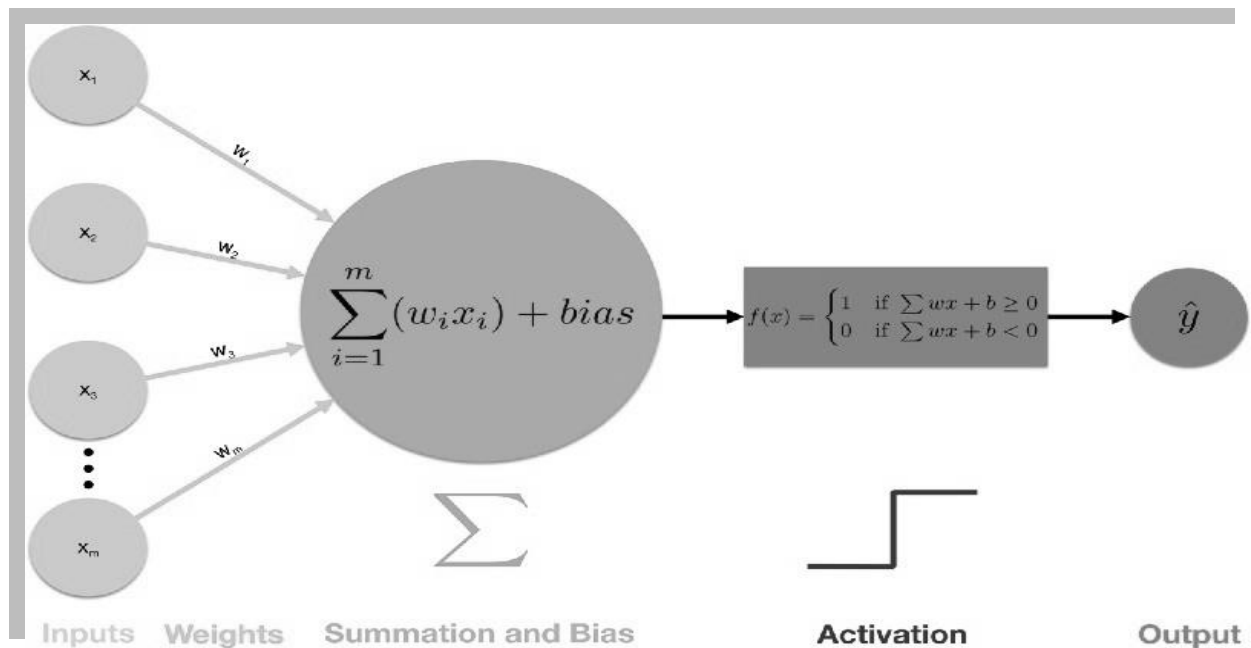 x₁
w₁
x₂
w₂
x₃
w₃
xₘ
wₘ
m
∑(wᵢxᵢ) + bias
i=1
f(x) = { 1 if ∑ wx + b ≥ 0
0 if ∑ wx + b < 0
ŷ
∑
Inputs Weights Summation and Bias Activation Output